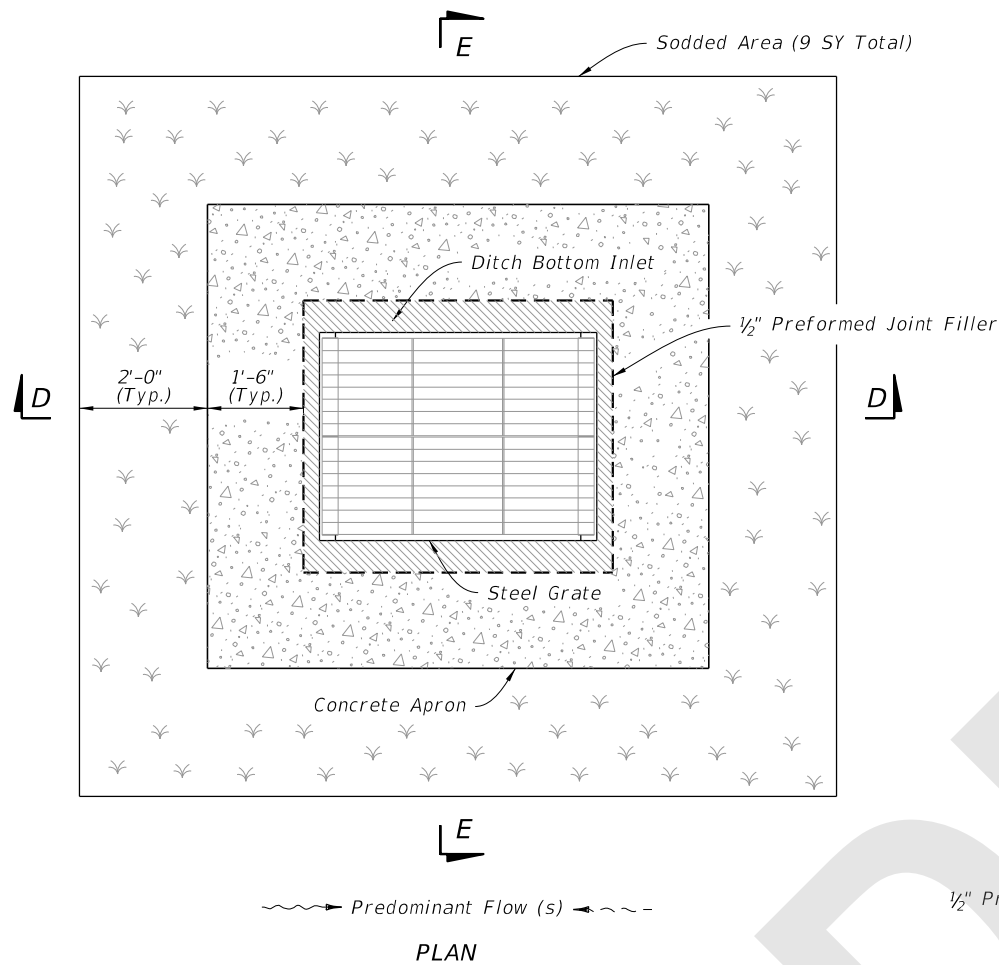 E
Sodded Area (9 SY Total)
Ditch Bottom Inlet
½" Preformed Joint Filler
2'-0"
(Typ.)
1'-6"
(Typ.)
D
D
Steel Grate
Concrete Apron
E
Predominant Flow (s)
½" Pr
PLAN